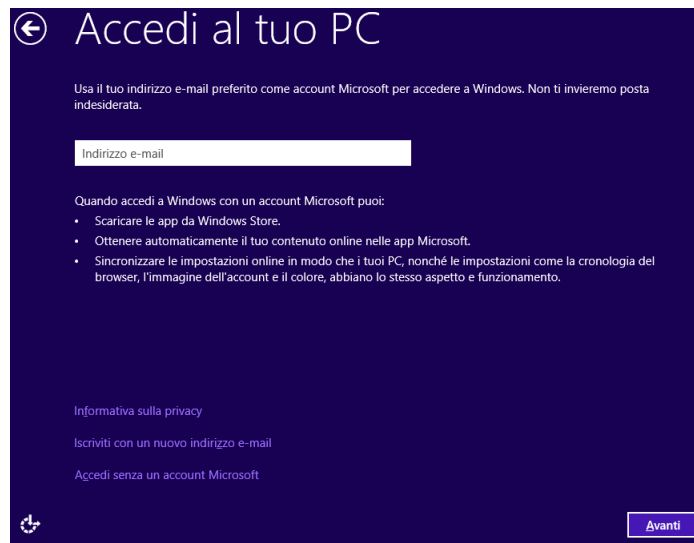 Accedi al tuo PC
Usa il tuo indirizzo e-mail preferito come account Microsoft per accedere a Windows. Non ti invieremo posta
indesiderata.
Indirizzo e-mail
Quando accedi a Windows con un account Microsoft puoi:
• Scaricare le app da Windows Store.
• Ottenere automaticamente il tuo contenuto online nelle app Microsoft.
• Sincronizzare le impostazioni online in modo che i tuoi PC, nonché le impostazioni come la cronologia del
browser, l'immagine dell'account e il colore, abbiano lo stesso aspetto e funzionamento.
Informativa sulla privacy
Iscriviti con un nuovo indirizzo e-mail
Accedi senza un account Microsoft
Avanti